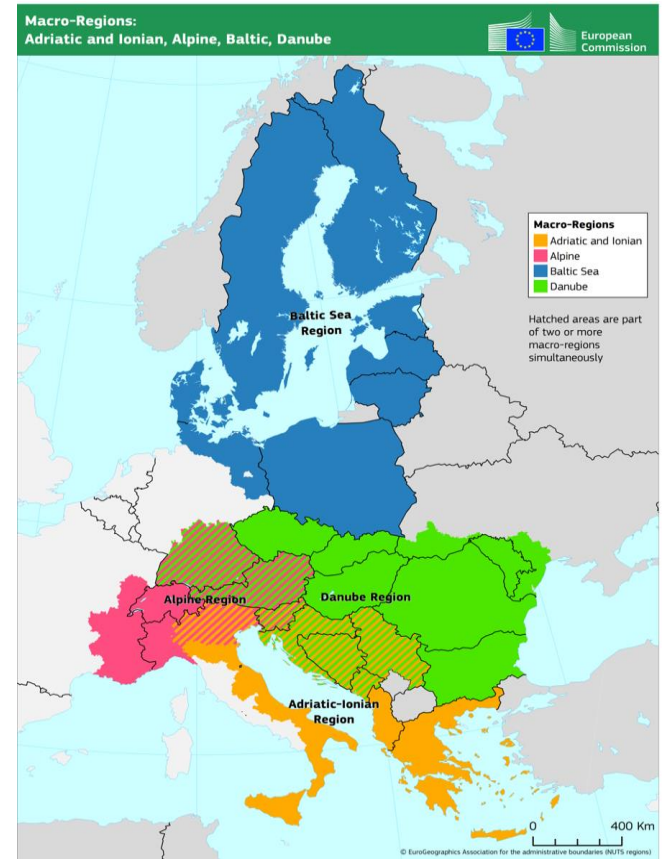 Macro-Regions:
Adriatic and Ionian, Alpine, Baltic, Danube
European
Commission
Macro-Regions
Adriatic and Ionian
Alpine
Baltic Sea
Danube
Hatched areas are part
of two or more
macro-regions
simultaneously
Baltic Sea
Region
Alpine Region
Danube Region
Adriatic-Ionian
Region
0 400 Km
© EuroGeographics Association for the administrative boundaries (NUTS regions)